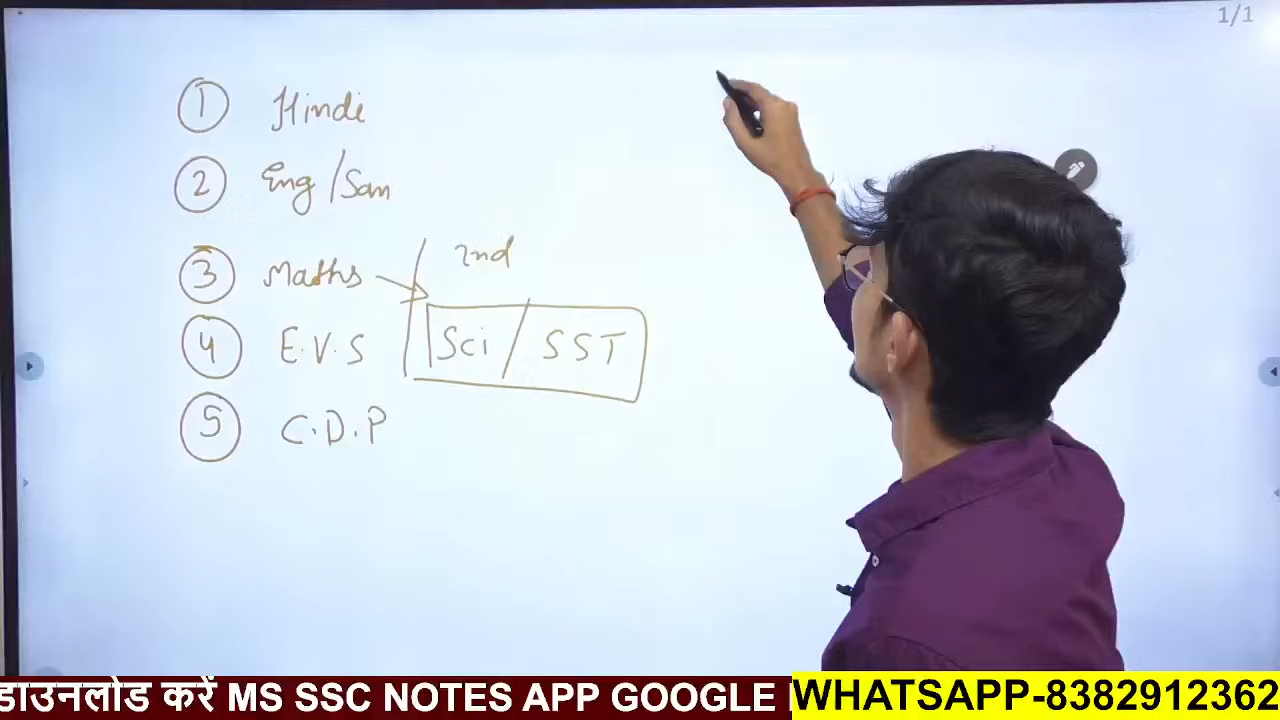 1/1
① Hindi
② Eng/San
③ Maths
2nd
④ E.V.S
Sci / SST
⑤ C.D.P
डाउनलोड करें MS SSC NOTES APP GOOGLE
WHATSAPP-8382912362